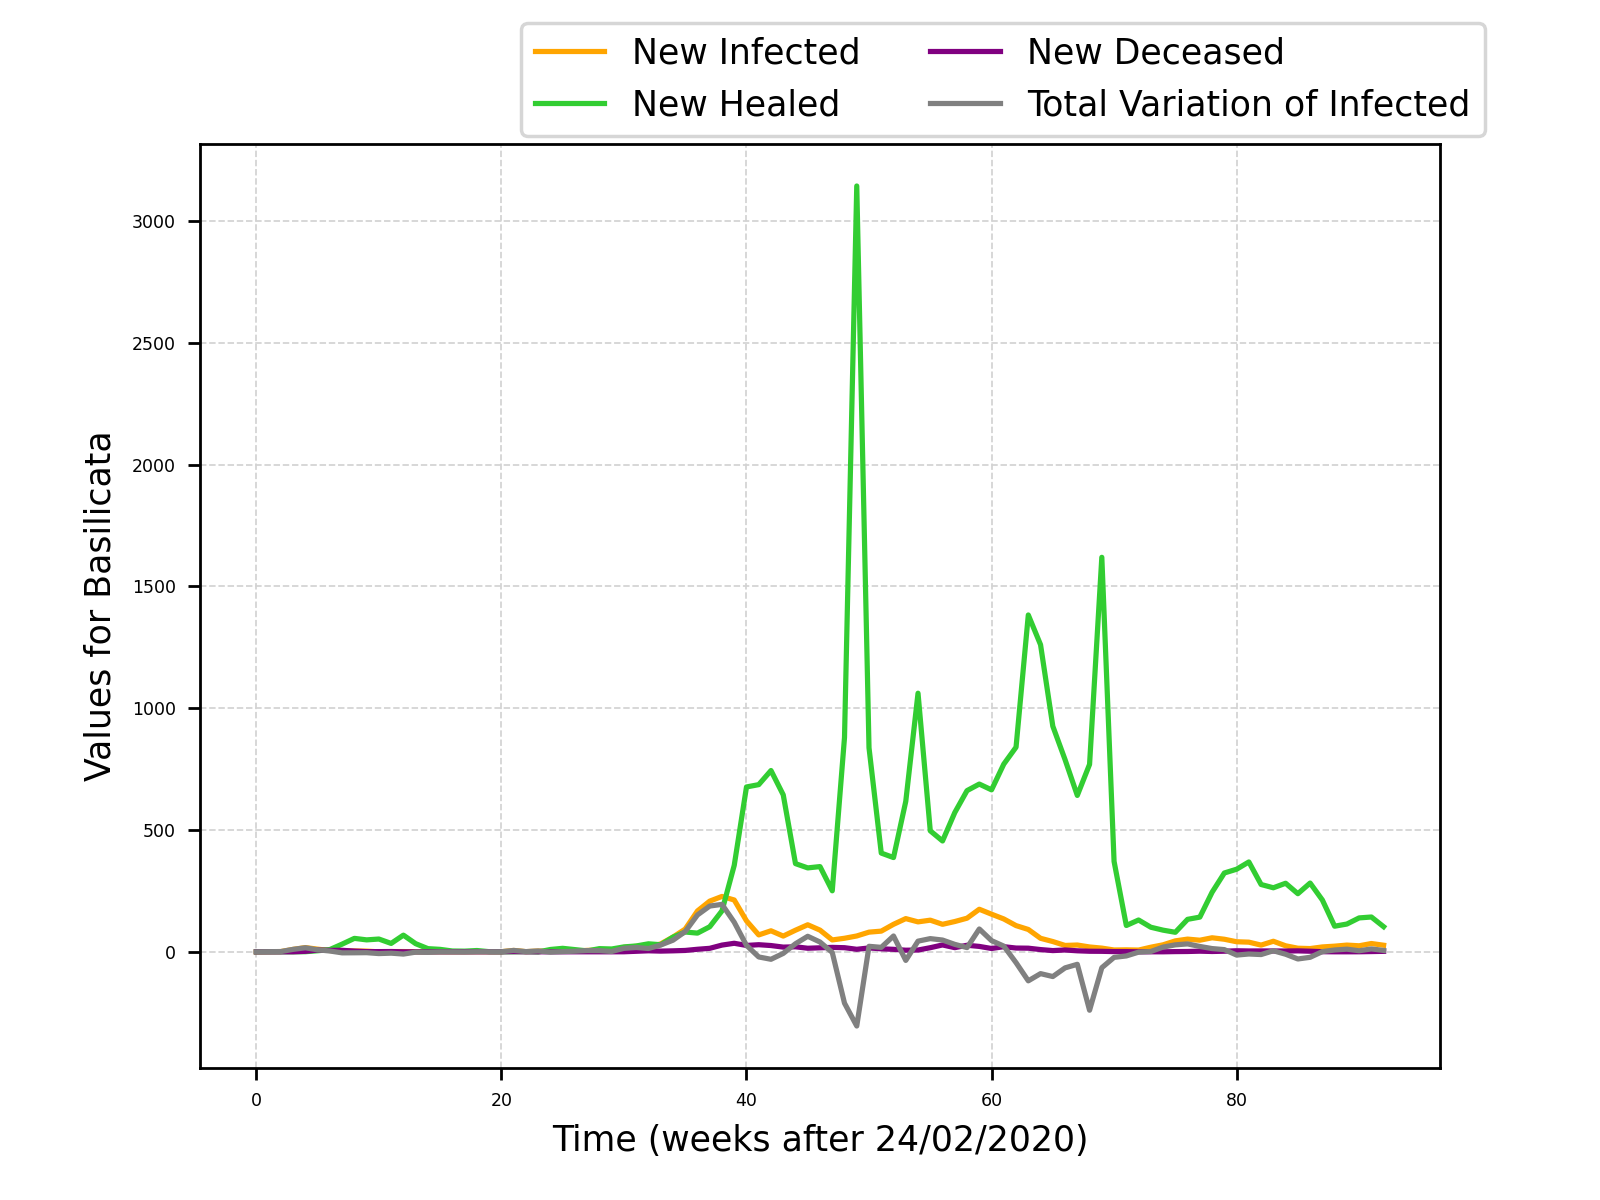 New Infected
New Healed
New Deceased
Total Variation of Infected
3000
2500
2000
1500
1000
500
0
Values for Basilicata
0 20 40 60 80
Time (weeks after 24/02/2020)